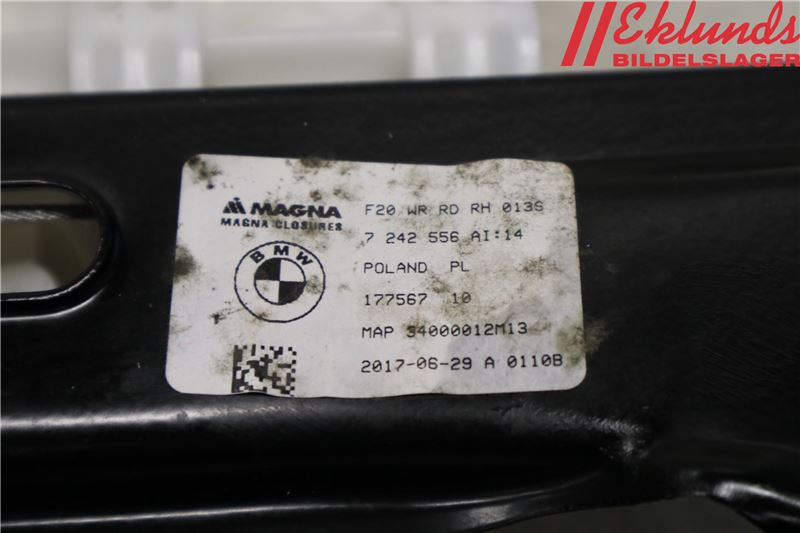 Eklunds
BILDELSLAGER
MAGNA
MAGNA CLOSURES
BMW
F20 WR RD RH 013S
7 242 556 AI:14
POLAND PL
177567 10
MAP 34000012M13
2017-06-29 A 0110B